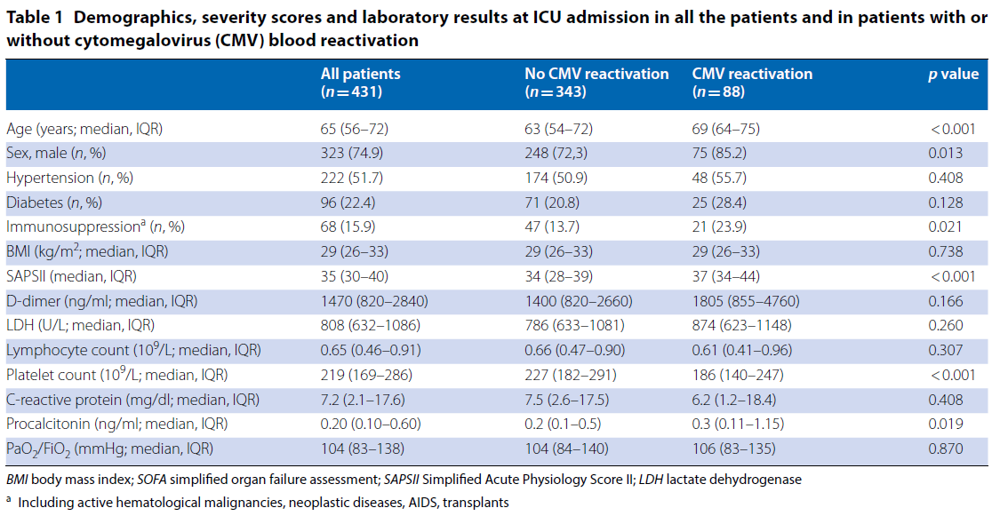 Table 1 Demographics, severity scores and laboratory results at ICU admission in all the patients and in patients with or
without cytomegalovirus (CMV) blood reactivation
All patients No CMV reactivation CMV reactivation p value
(n=431) (n=343) (n=88)
Age (years; median, IQR) 65 (56–72) 63 (54–72) 69 (64–75) <0.001
Sex, male (n, %) 323 (74.9) 248 (72,3) 75 (85.2) 0.013
Hypertension (n, %) 222 (51.7) 174 (50.9) 48 (55.7) 0.408
Diabetes (n, %) 96 (22.4) 71 (20.8) 25 (28.4) 0.128
Immunosuppressionᵃ (n, %) 68 (15.9) 47 (13.7) 21 (23.9) 0.021
BMI (kg/m²; median, IQR) 29 (26–33) 29 (26–33) 29 (26–33) 0.738
SAPSII (median, IQR) 35 (30–40) 34 (28–39) 37 (34–44) <0.001
D-dimer (ng/ml; median, IQR) 1470 (820–2840) 1400 (820–2660) 1805 (855–4760) 0.166
LDH (U/L; median, IQR) 808 (632–1086) 786 (633–1081) 874 (623–1148) 0.260
Lymphocyte count (10⁹/L; median, IQR) 0.65 (0.46–0.91) 0.66 (0.47–0.90) 0.61 (0.41–0.96) 0.307
Platelet count (10⁹/L; median, IQR) 219 (169–286) 227 (182–291) 186 (140–247) <0.001
C-reactive protein (mg/dl; median, IQR) 7.2 (2.1–17.6) 7.5 (2.6–17.5) 6.2 (1.2–18.4) 0.408
Procalcitonin (ng/ml; median, IQR) 0.20 (0.10–0.60) 0.2 (0.1–0.5) 0.3 (0.11–1.15) 0.019
PaO₂/FiO₂ (mmHg; median, IQR) 104 (83–138) 104 (84–140) 106 (83–135) 0.870
BMI body mass index; SOFA simplified organ failure assessment; SAPSII Simplified Acute Physiology Score II; LDH lactate dehydrogenase
ᵃ Including active hematological malignancies, neoplastic diseases, AIDS, transplants